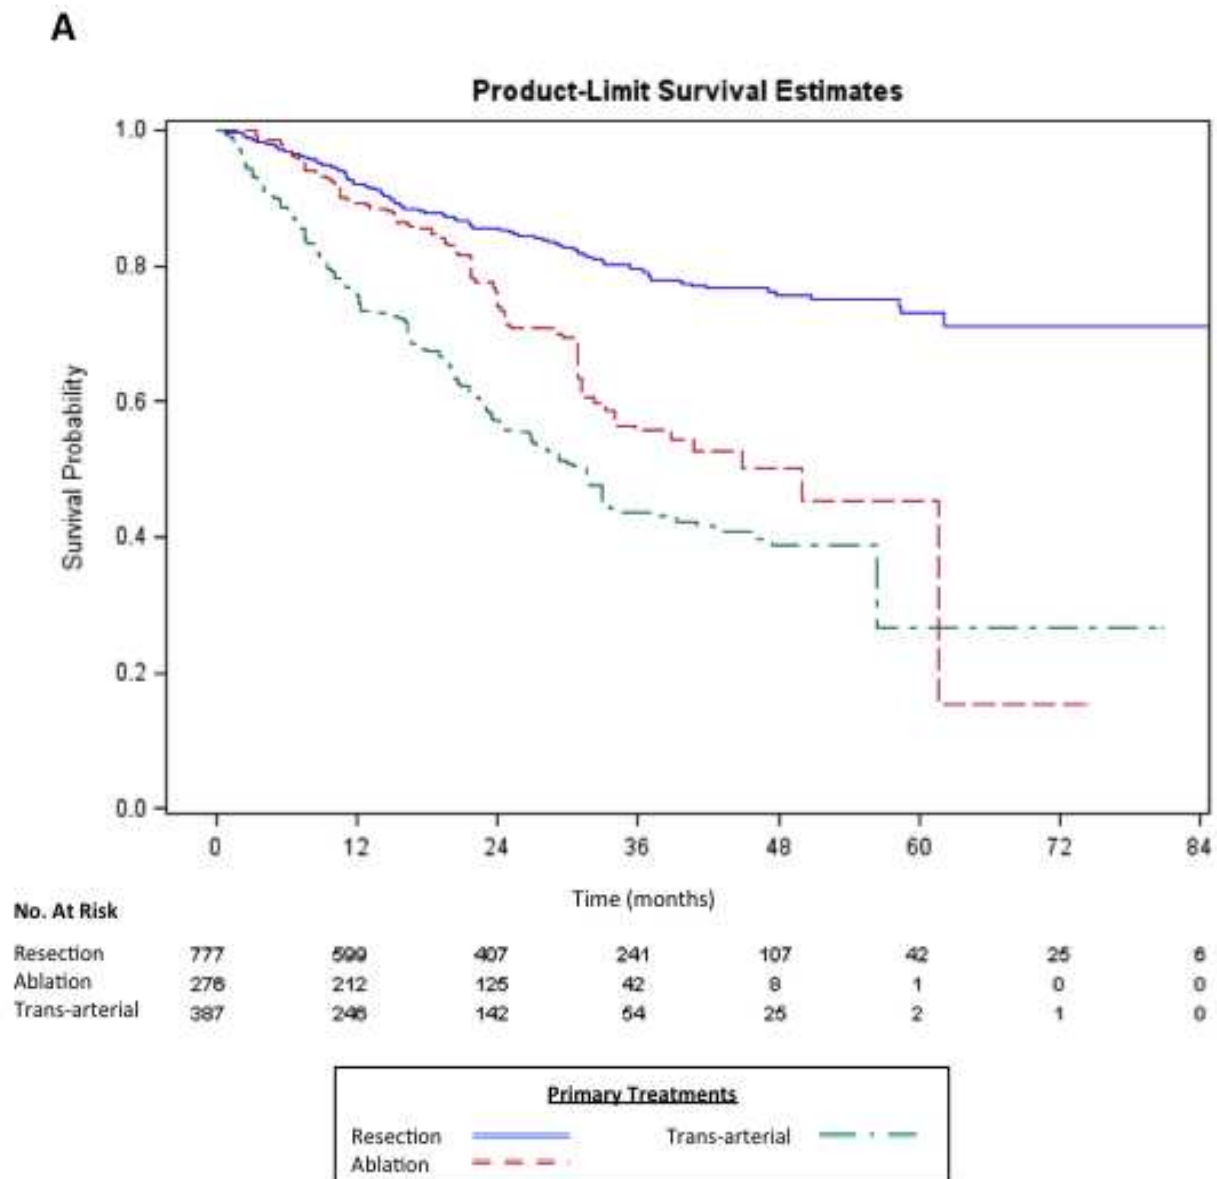 A
Product-Limit Survival Estimates
1.0
0.8
0.6
0.4
0.2
0.0
Survival Probability
0 12 24 36 48 60 72 84
Time (months)
No. At Risk
Resection 777 599 407 241 107 42 25 6
Ablation 276 212 125 42 8 1 0 0
Trans-arterial 387 246 142 54 25 2 1 0
Primary Treatments
Resection Trans-arterial
Ablation